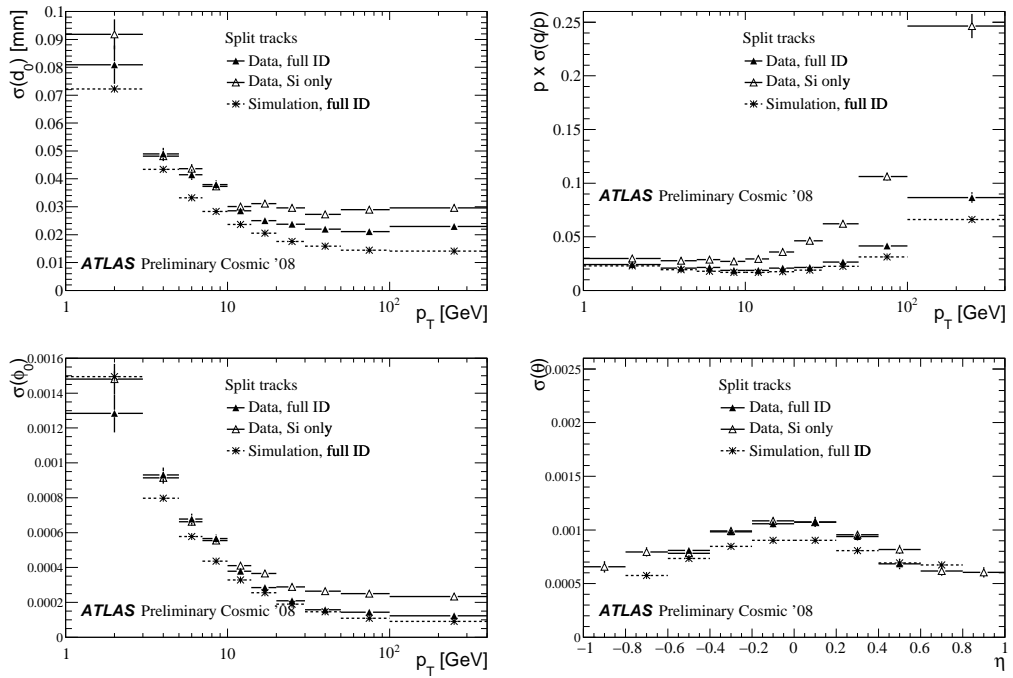 σ(d0) [mm]
0.1
0.09
0.08
0.07
0.06
0.05
0.04
0.03
0.02
0.01
0
Split tracks
Data, full ID
Data, Si only
Simulation, full ID
ATLAS Preliminary Cosmic '08
1 10 10²
pT [GeV]
p x σ(q/p)
0.25
0.2
0.15
0.1
0.05
0
Split tracks
Data, full ID
Data, Si only
Simulation, full ID
ATLAS Preliminary Cosmic '08
1 10 10²
pT [GeV]
σ(ϕ0)
0.0016
0.0014
0.0012
0.001
0.0008
0.0006
0.0004
0.0002
0
Split tracks
Data, full ID
Data, Si only
Simulation, full ID
ATLAS Preliminary Cosmic '08
1 10 10²
pT [GeV]
σ(θ)
0.0025
0.002
0.0015
0.001
0.0005
0
Split tracks
Data, full ID
Data, Si only
Simulation, full ID
ATLAS Preliminary Cosmic '08
−1 −0.8 −0.6 −0.4 −0.2 0 0.2 0.4 0.6 0.8 1
η